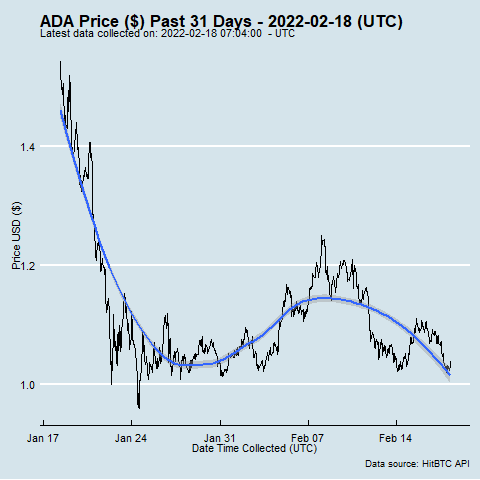 ADA Price ($) Past 31 Days - 2022-02-18 (UTC)
Latest data collected on: 2022-02-18 07:04:00 - UTC
Price USD ($)
1.4
1.2
1.0
Jan 17 Jan 24 Jan 31 Feb 07 Feb 14
Date Time Collected (UTC)
Data source: HitBTC API